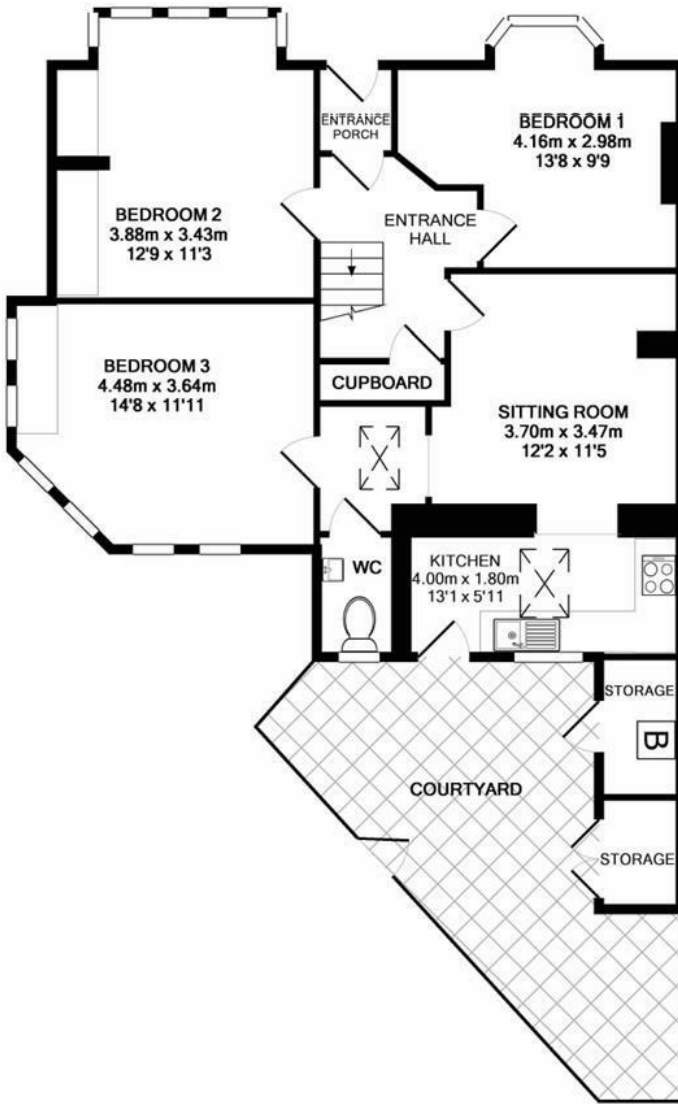 ENTRANCE
PORCH
BEDROOM 1
4.16m x 2.98m
13'8 x 9'9
BEDROOM 2
3.88m x 3.43m
12'9 x 11'3
ENTRANCE
HALL
BEDROOM 3
4.48m x 3.64m
14'8 x 11'11
CUPBOARD
SITTING ROOM
3.70m x 3.47m
12'2 x 11'5
WC
KITCHEN
4.00m x 1.80m
13'1 x 5'11
STORAGE
B
COURTYARD
STORAGE